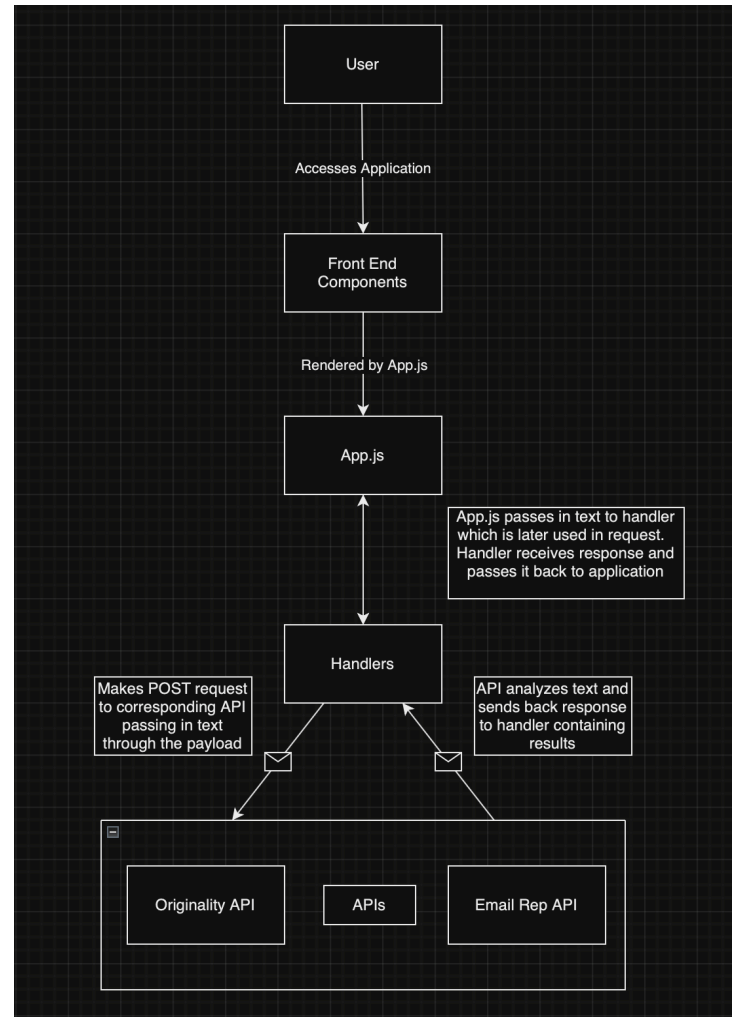 User
Accesses Application
Front End
Components
Rendered by App.js
App.js
App.js passes in text to handler
which is later used in request.
Handler receives response and
passes it back to application
Handlers
Makes POST request
to corresponding API
passing in text
through the payload
API analyzes text and
sends back response
to handler containing
results
Originality API
APIs
Email Rep API